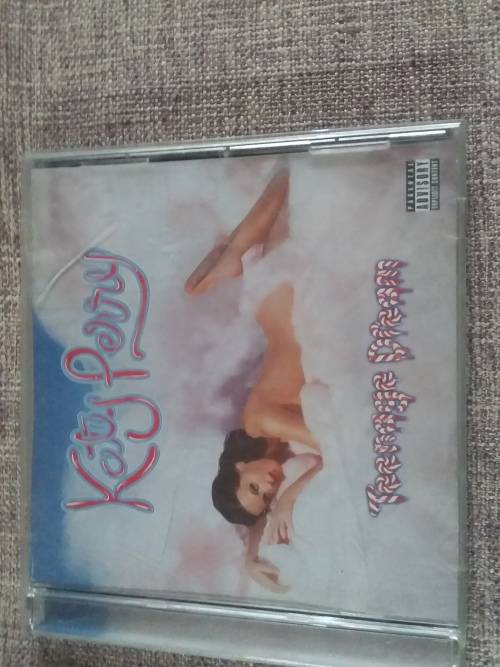 Katy Perry
Teenage Dream
PARENTAL
ADVISORY
EXPLICIT CONTENT